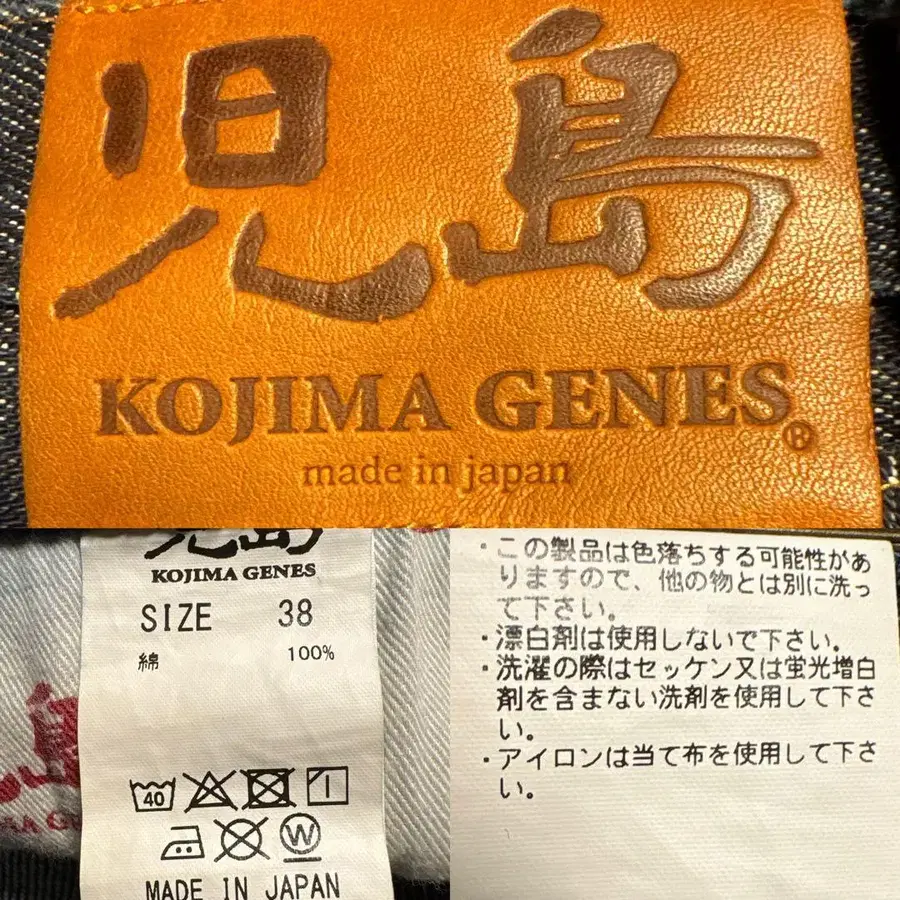 児島
KOJIMA GENES®
made in japan
児島
KOJIMA GENES
SIZE 38
綿 100%
40
W
MADE IN JAPAN
・この製品は色落ちする可能性があ
りますので、他の物とは別に洗っ
て下さい。
・漂白剤は使用しないで下さい。
・洗濯の際はセッケン又は蛍光増白
剤を含まない洗剤を使用して下さ
い。
・アイロンは当て布を使用して下さ
い。